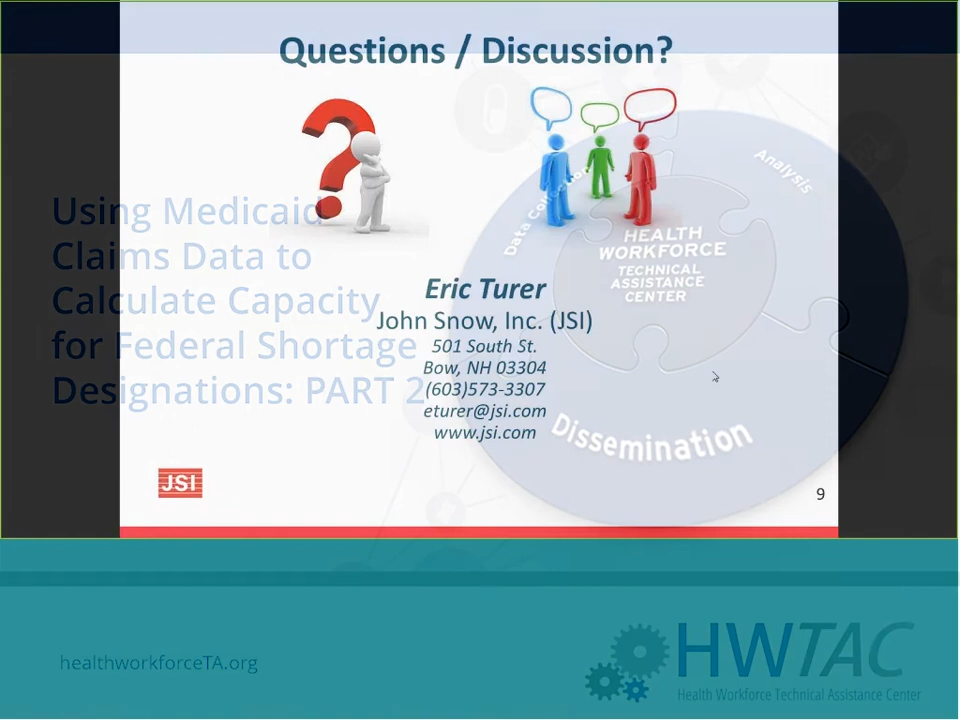 Questions / Discussion?
Analysis
Data Collection
HEALTH
WORKFORCE
TECHNICAL
ASSISTANCE
CENTER
Using Medicaid
Claims Data to
Calculate Capacity
for Federal Shortage
Designations: PART 2
Eric Turer
John Snow, Inc. (JSI)
501 South St.
Bow, NH 03304
(603)573-3307
eturer@jsi.com
www.jsi.com
Dissemination
JSI
9
healthworkforceTA.org
HWTAC
Health Workforce Technical Assistance Center